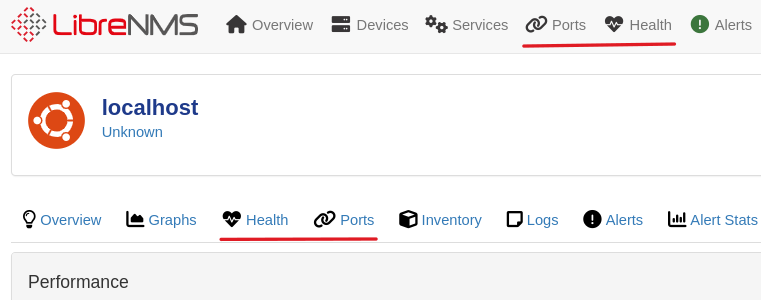 LibreNMS Overview Devices Services Ports Health Alerts
localhost
Unknown
Overview Graphs Health Ports Inventory Logs Alerts Alert Stats
Performance